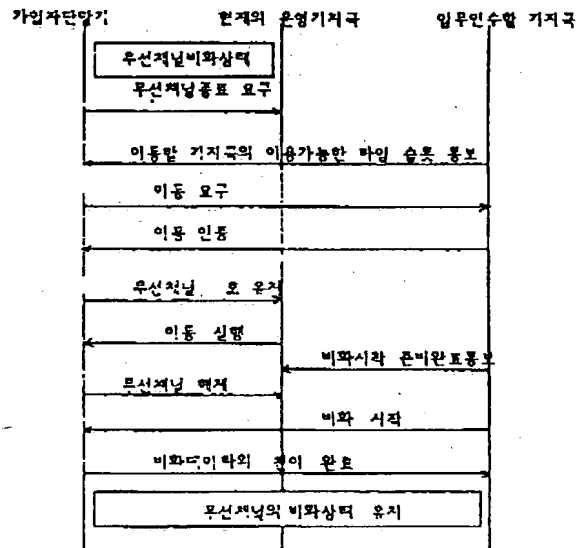 가입자단말기 현재의 운영기지국 임무인수할 기지국
무선채널비화상태
무선채널종료 요구
이동할 기지국의 이용가능한 타임 슬롯 통보
이동 요구
이동 인통
무선채널 호 유지
이동 실행
비화시작 준비완료통보
무선채널
비화 시작
비화데이타의 완료
무선채널의 비화상태 유지